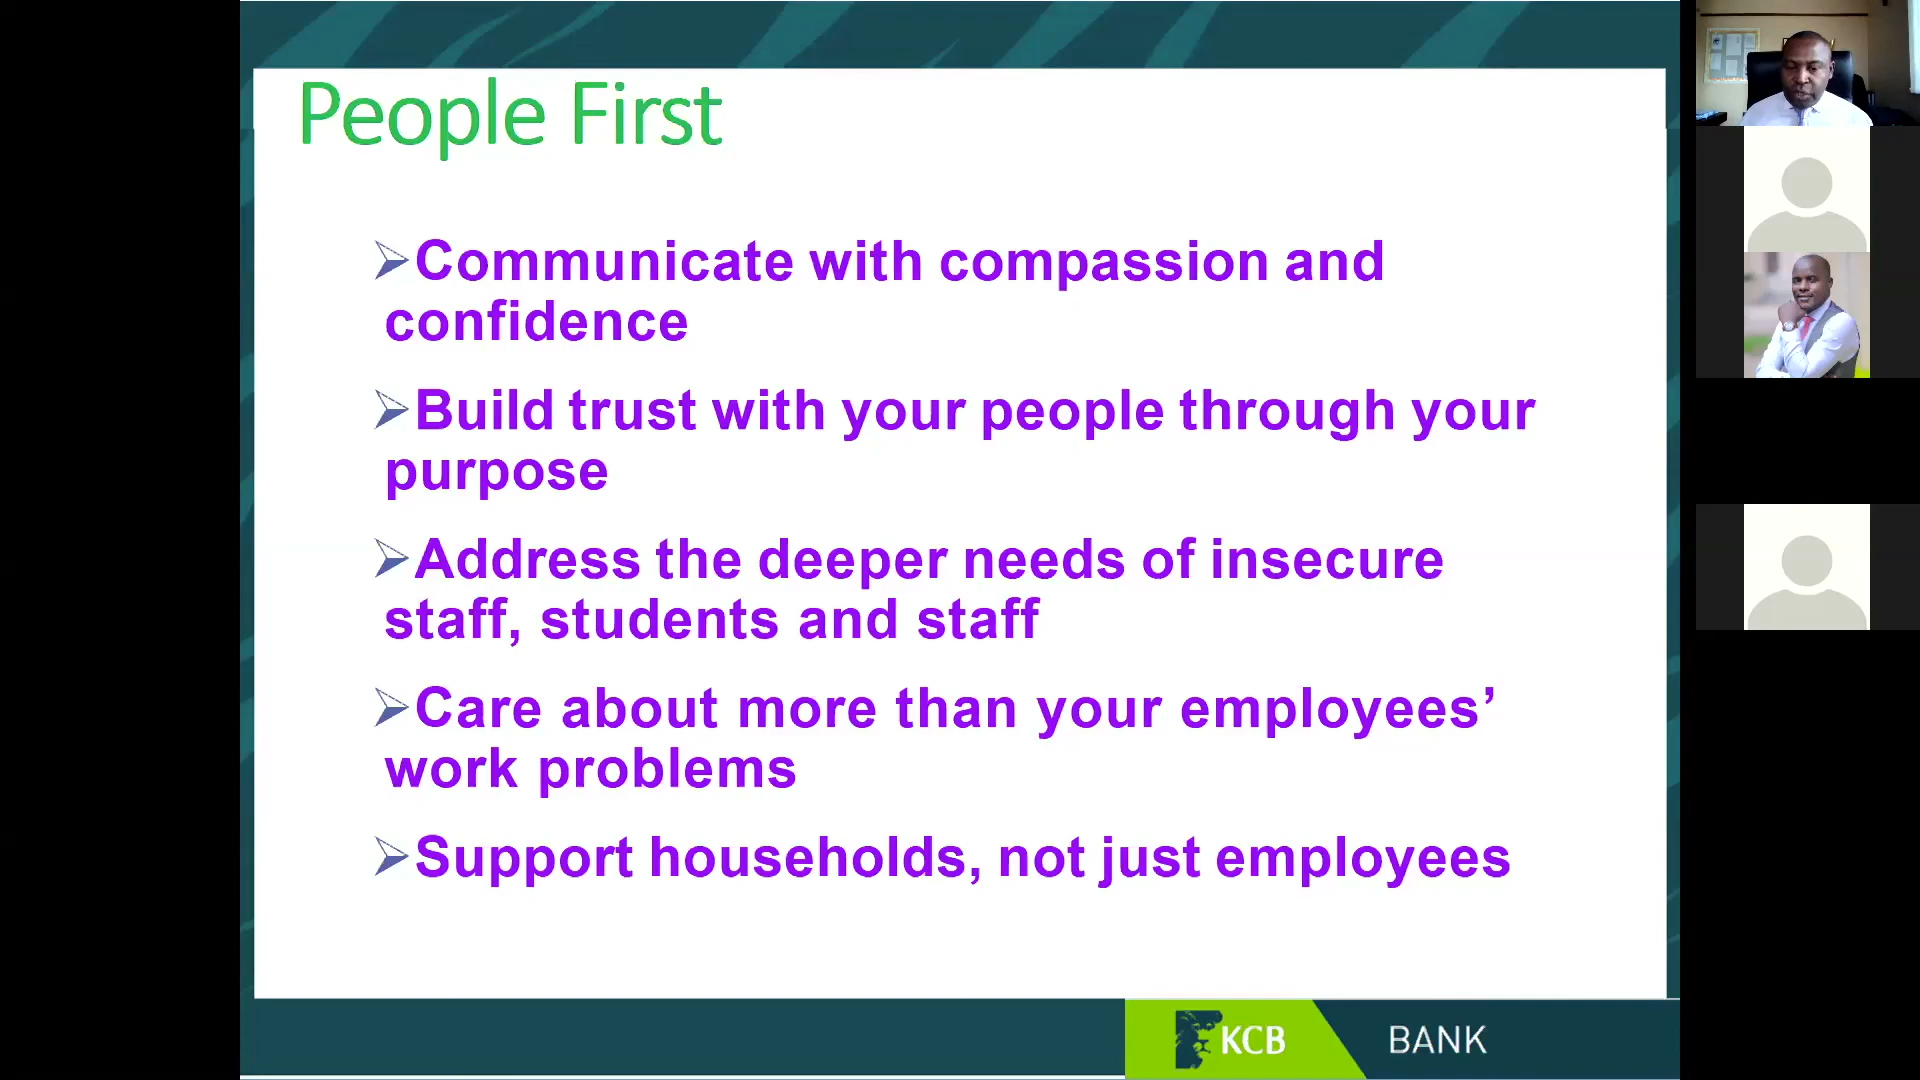 People First
➢Communicate with compassion and
confidence
➢Build trust with your people through your
purpose
➢Address the deeper needs of insecure
staff, students and staff
➢Care about more than your employees’
work problems
➢Support households, not just employees
KCB BANK